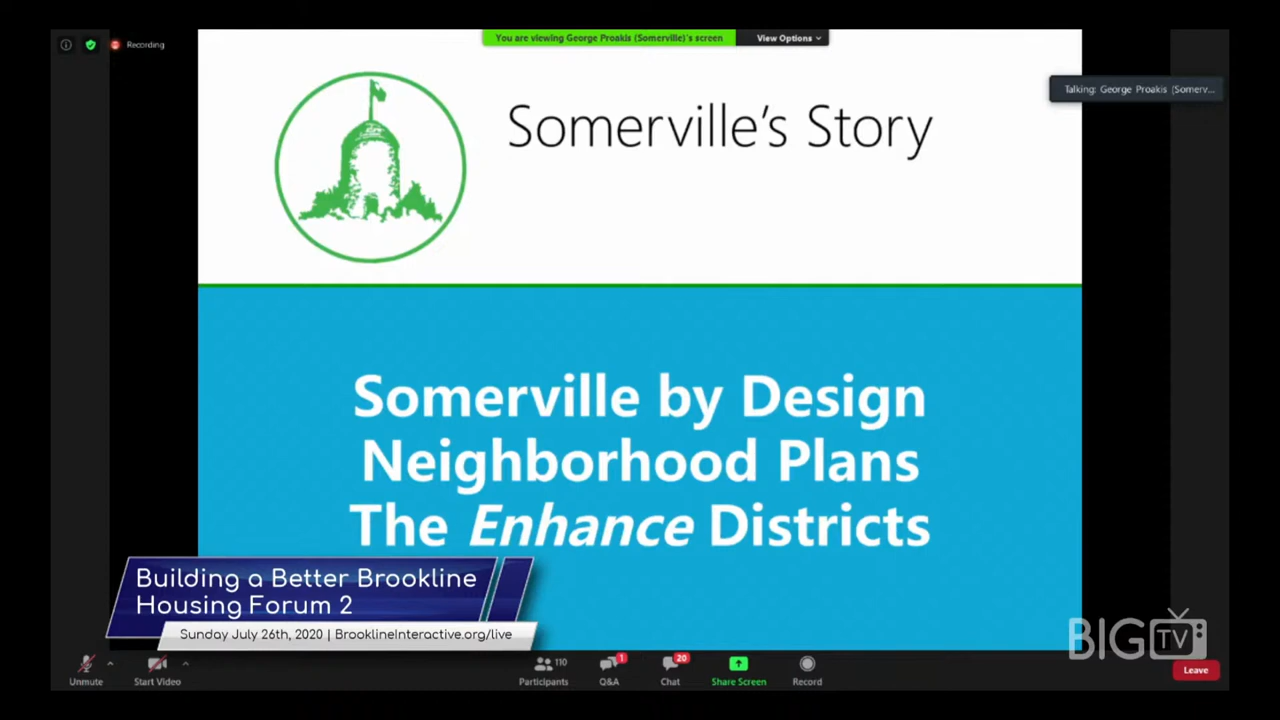 Recording
You are viewing George Proakis (Somerville)'s screen
View Options
Talking: George Proakis (Somerv...
Somerville's Story
Somerville by Design
Neighborhood Plans
The Enhance Districts
Building a Better Brookline
Housing Forum 2
Sunday July 26th, 2020 | BrooklineInteractive.org/live
BIG TV
Unmute
Start Video
110
Participants
1
Q&A
20
Chat
Share Screen
Record
Leave